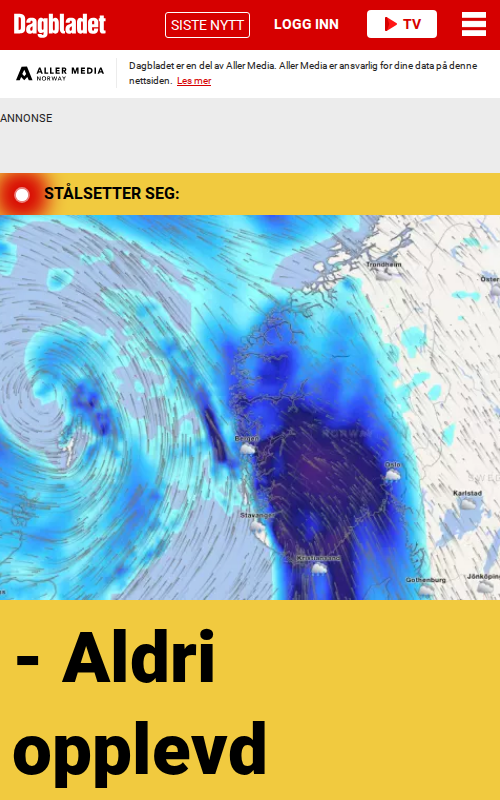 Dagbladet
SISTE NYTT
LOGG INN
TV
ALLER MEDIA
NORWAY
Dagbladet er en del av Aller Media. Aller Media er ansvarlig for dine data på denne
nettsiden. Les mer
ANNONSE
STÅLSETTER SEG:
Trondheim
Öster
Bergen
NORWAY
Oslo
SWED
Karlstad
Stavanger
Kristiansand
Gothenburg
Jönköping
- Aldri
opplevd